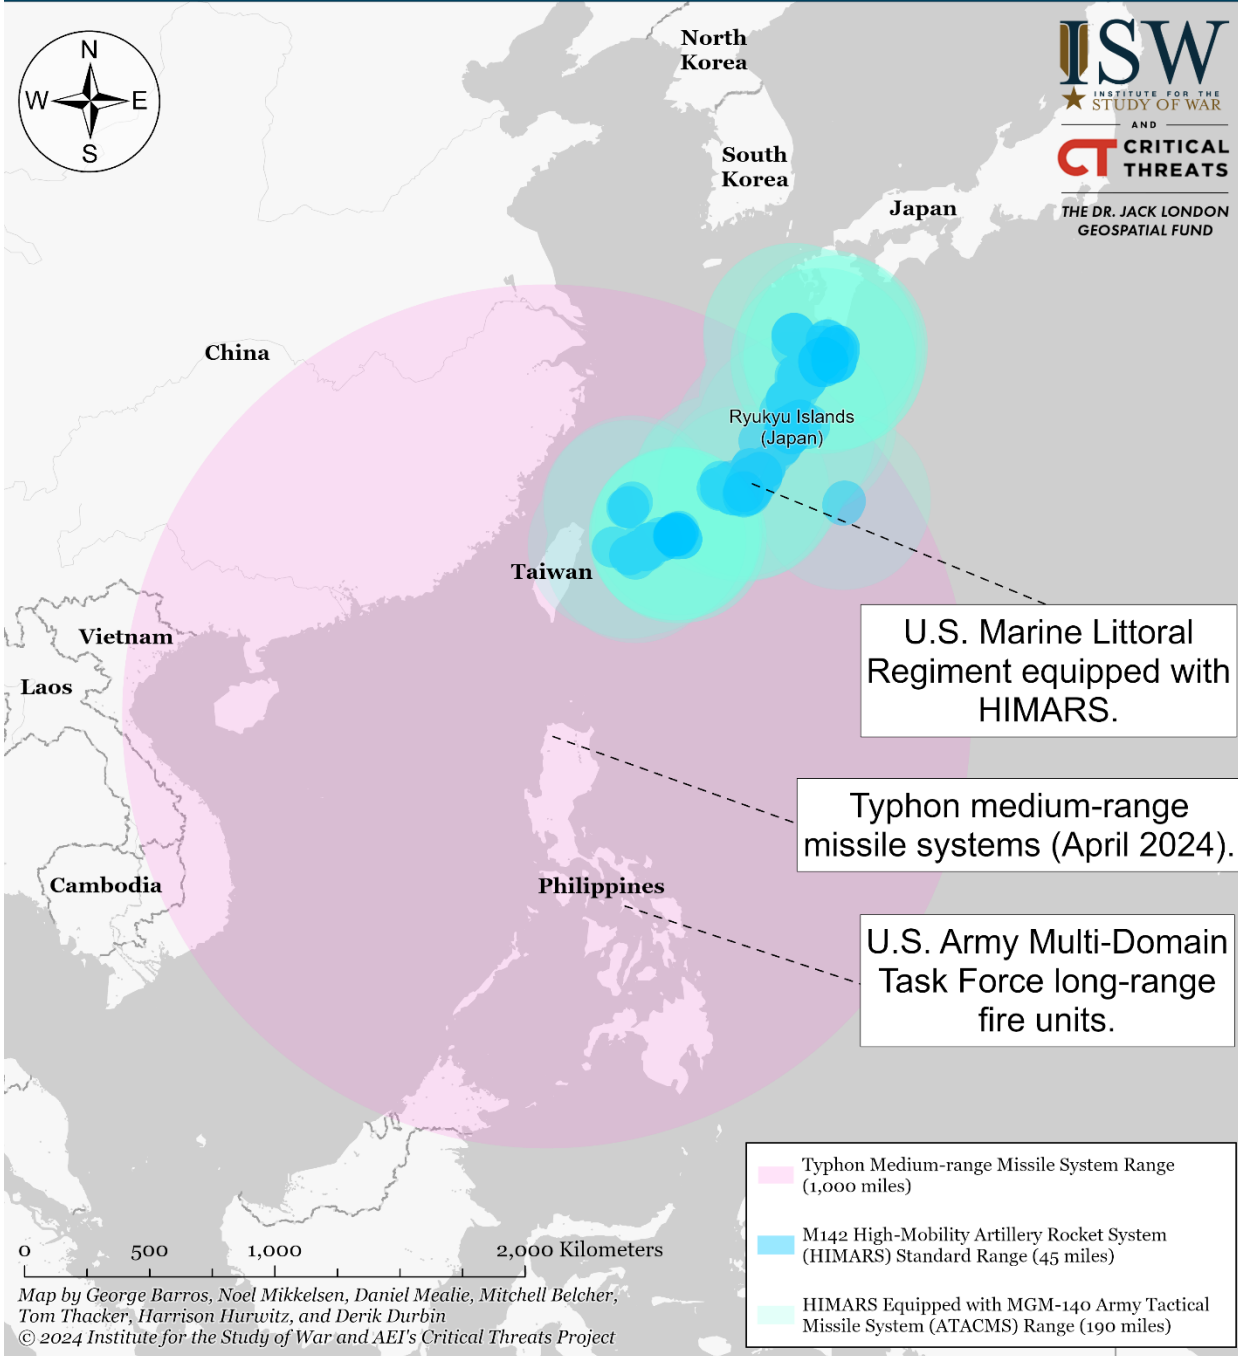 N
W
E
S
North
Korea
South
Korea
Japan
ISW
INSTITUTE FOR THE
STUDY OF WAR
AND
CT CRITICAL
THREATS
THE DR. JACK LONDON
GEOSPATIAL FUND
China
Ryukyu Islands
(Japan)
Taiwan
Vietnam
Laos
Cambodia
Philippines
U.S. Marine Littoral
Regiment equipped with
HIMARS.
Typhon medium-range
missile systems (April 2024).
U.S. Army Multi-Domain
Task Force long-range
fire units.
Typhon Medium-range Missile System Range
(1,000 miles)
M142 High-Mobility Artillery Rocket System
(HIMARS) Standard Range (45 miles)
HIMARS Equipped with MGM-140 Army Tactical
Missile System (ATACMS) Range (190 miles)
0 500 1,000 2,000 Kilometers
Map by George Barros, Noel Mikkelsen, Daniel Mealie, Mitchell Belcher,
Tom Thacker, Harrison Hurwitz, and Derik Durbin
© 2024 Institute for the Study of War and AEI's Critical Threats Project